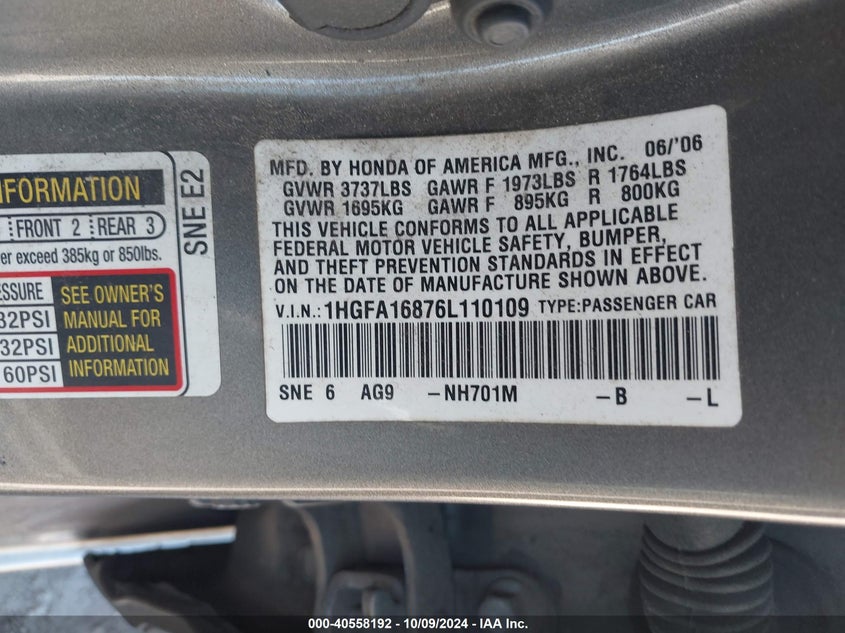 NFORMATION
FRONT 2 REAR 3
er exceed 385kg or 850lbs.
ESSURE
32PSI
32PSI
60PSI
SEE OWNER'S
MANUAL FOR
ADDITIONAL
INFORMATION
SNE E2
MFD. BY HONDA OF AMERICA MFG., INC. 06/'06
GVWR 3737LBS GAWR F 1973LBS R 1764LBS
GVWR 1695KG GAWR F 895KG R 800KG
THIS VEHICLE CONFORMS TO ALL APPLICABLE
FEDERAL MOTOR VEHICLE SAFETY, BUMPER,
AND THEFT PREVENTION STANDARDS IN EFFECT
ON THE DATE OF MANUFACTURE SHOWN ABOVE.
V.I.N.: 1HGFA16876L110109 TYPE:PASSENGER CAR
SNE 6 AG9 -NH701M -B -L
000-40558192 - 10/09/2024 - IAA Inc.